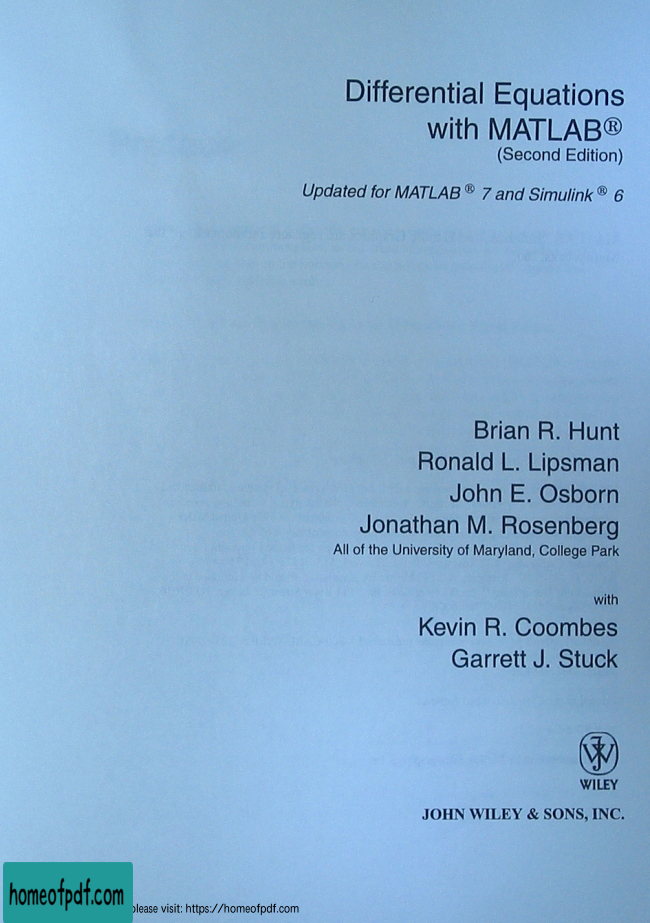 Differential Equations
with MATLAB®
(Second Edition)
Updated for MATLAB ® 7 and Simulink ® 6
Brian R. Hunt
Ronald L. Lipsman
John E. Osborn
Jonathan M. Rosenberg
All of the University of Maryland, College Park
with
Kevin R. Coombes
Garrett J. Stuck
WILEY
JOHN WILEY & SONS, INC.
homeofpdf.com
please visit: https://homeofpdf.com